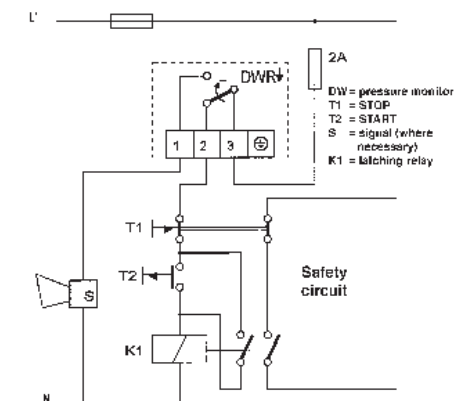 L'
2A
DWR
DW = pressure monitor
T1 = STOP
T2 = START
S = signal (where
necessary)
K1 = latching relay
1 2 3
T1
T2
Safety
circuit
S
K1
N